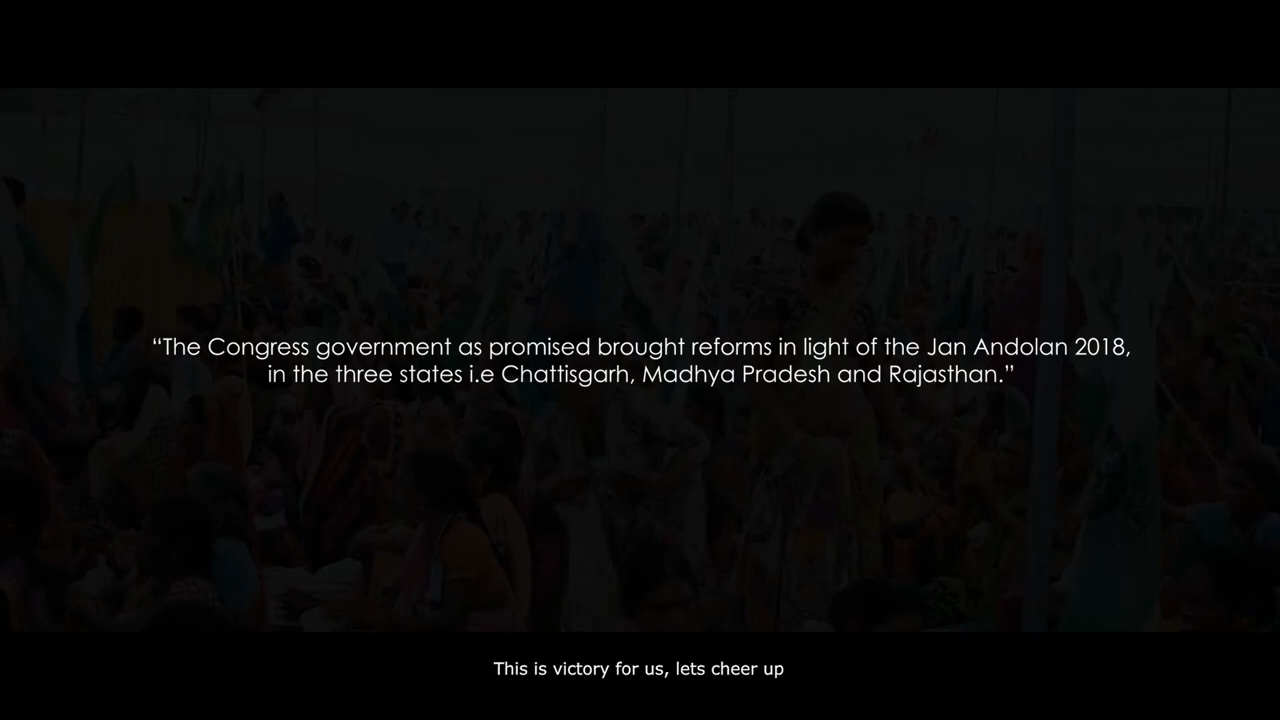 “The Congress government as promised brought reforms in light of the Jan Andolan 2018,
in the three states i.e Chattisgarh, Madhya Pradesh and Rajasthan.”
This is victory for us, lets cheer up